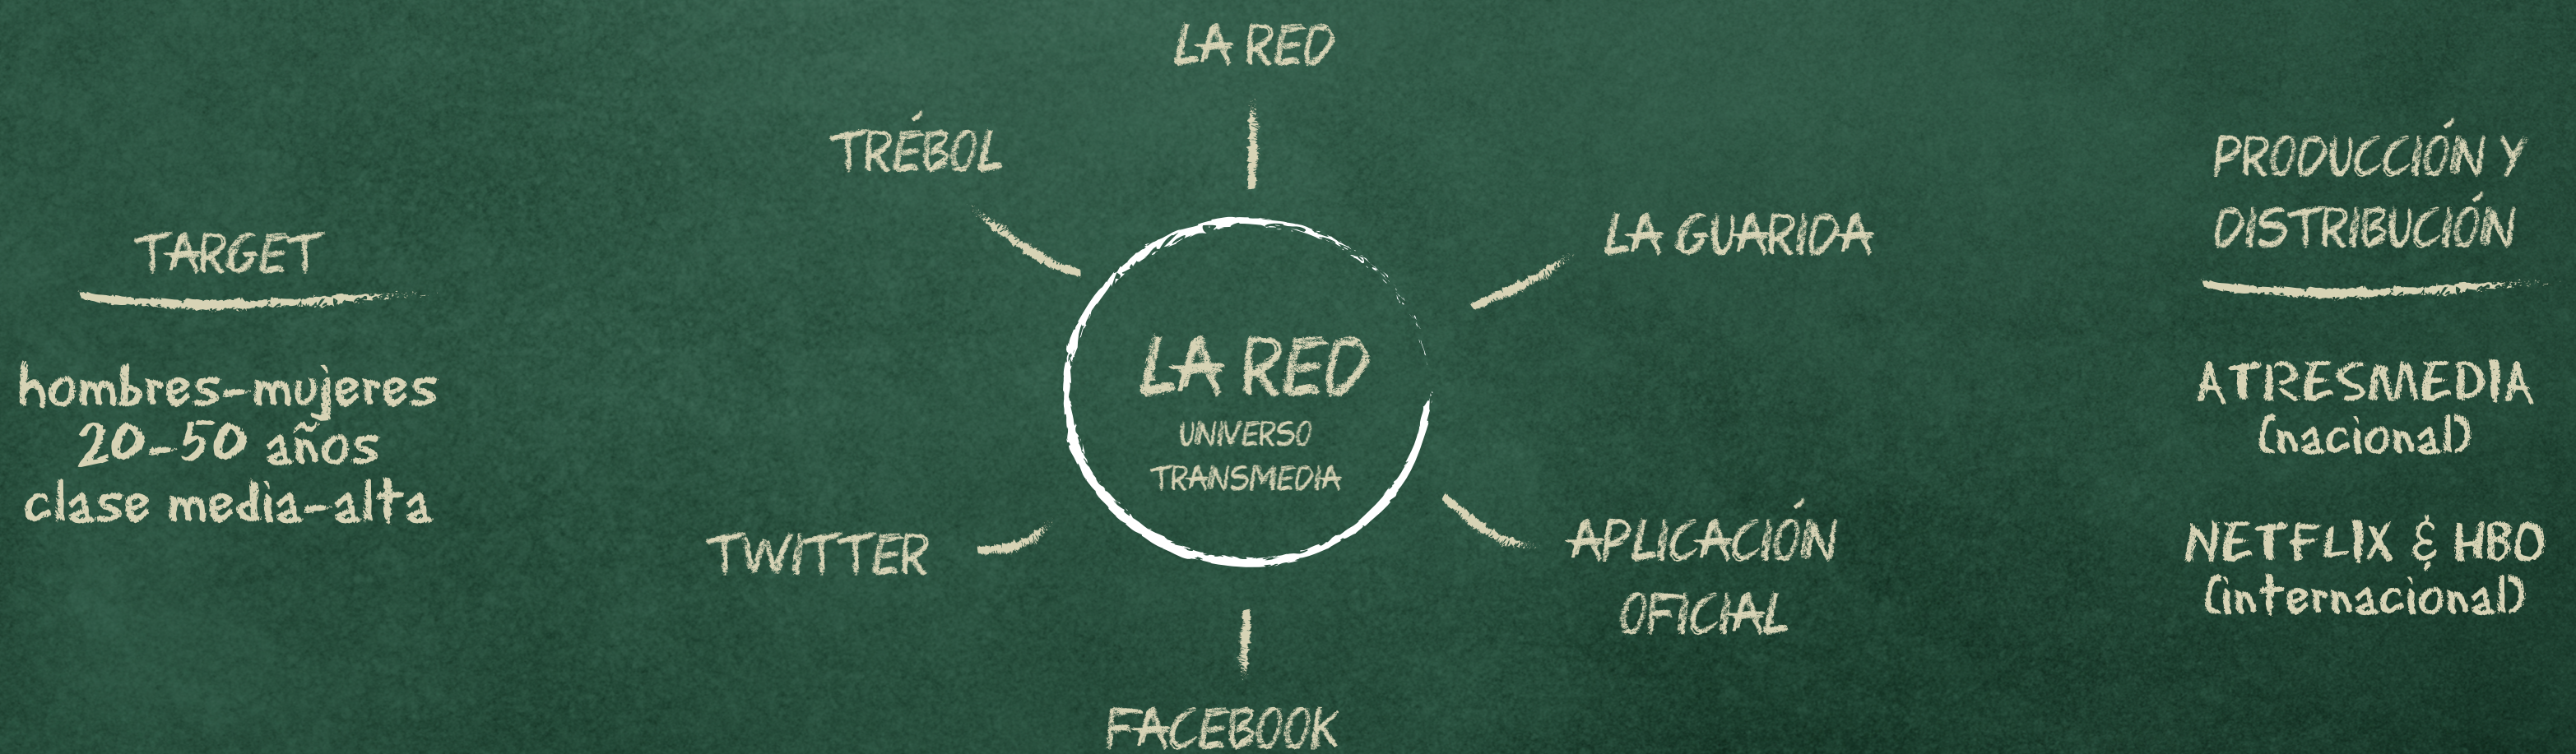 LA RED
TRÉBOL
LA GUARIDA
LA RED
UNIVERSO
TRANSMEDIA
TWITTER
APLICACIÓN
OFICIAL
FACEBOOK
TARGET
hombres-mujeres
20-50 años
clase media-alta
PRODUCCIÓN Y
DISTRIBUCIÓN
ATRESMEDIA
(nacional)
NETFLIX & HBO
(internacional)